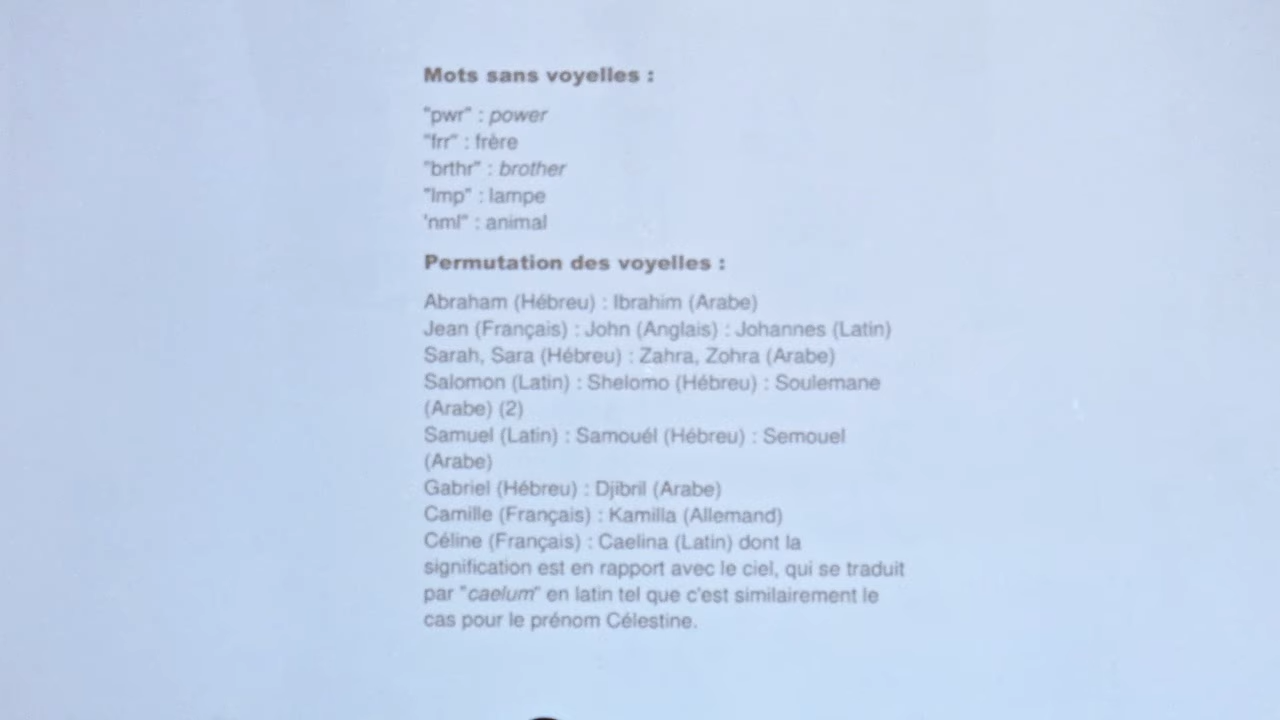 Mots sans voyelles :
"pwr" : power
"frr" : frère
"brthr" : brother
"lmp" : lampe
'nml" : animal
Permutation des voyelles :
Abraham (Hébreu) : Ibrahim (Arabe)
Jean (Français) : John (Anglais) : Johannes (Latin)
Sarah, Sara (Hébreu) : Zahra, Zohra (Arabe)
Salomon (Latin) : Shelomo (Hébreu) : Soulemane
(Arabe) (2)
Samuel (Latin) : Samouél (Hébreu) : Semouel
(Arabe)
Gabriel (Hébreu) : Djibril (Arabe)
Camille (Français) : Kamilla (Allemand)
Céline (Français) : Caelina (Latin) dont la
signification est en rapport avec le ciel, qui se traduit
par "caelum" en latin tel que c'est similairement le
cas pour le prénom Célestine.